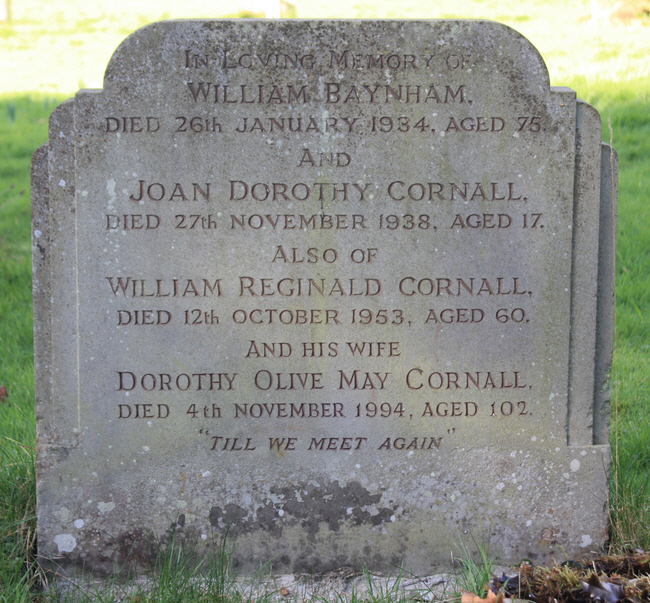 IN LOVING MEMORY OF
WILLIAM BAYNHAM,
DIED 26th JANUARY 1934, AGED 75.
AND
JOAN DOROTHY CORNALL,
DIED 27th NOVEMBER 1938, AGED 17.
ALSO OF
WILLIAM REGINALD CORNALL,
DIED 12th OCTOBER 1953, AGED 60.
AND HIS WIFE
DOROTHY OLIVE MAY CORNALL,
DIED 4th NOVEMBER 1994, AGED 102.
"TILL WE MEET AGAIN"